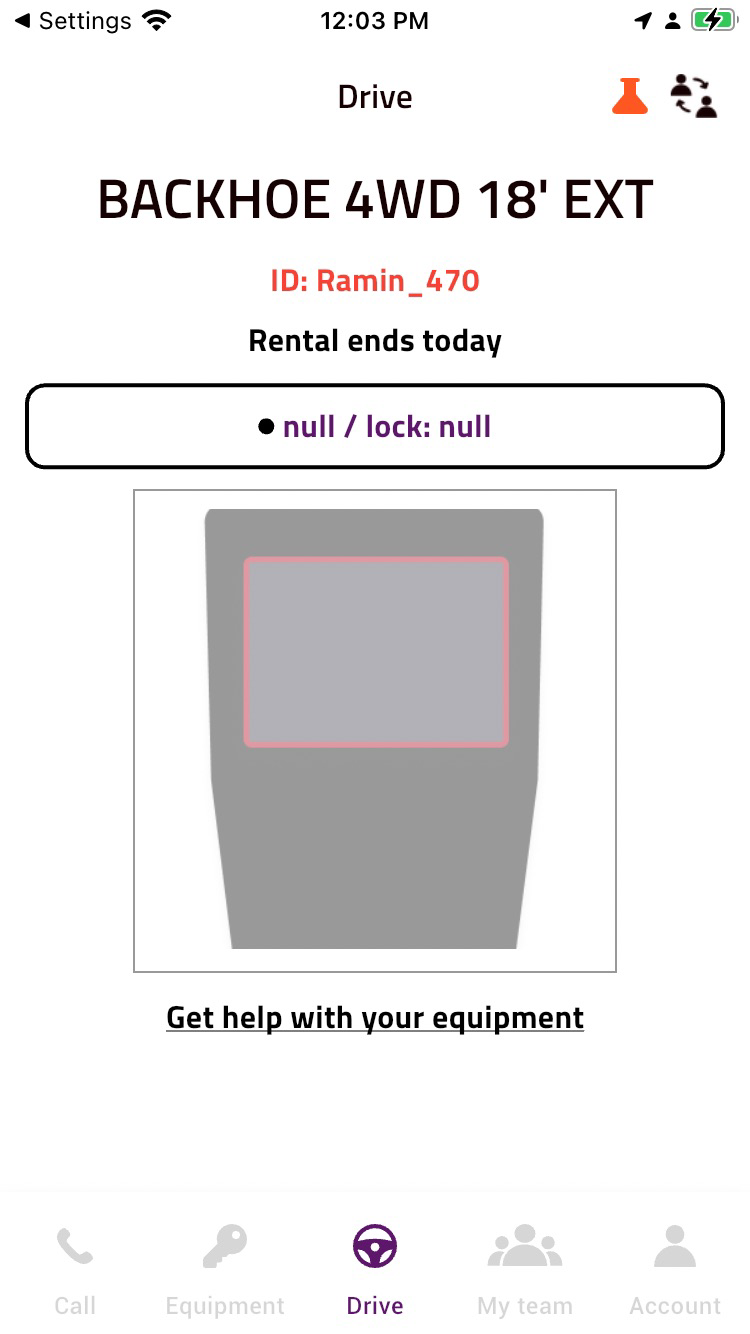 Settings
12:03 PM
Drive
BACKHOE 4WD 18' EXT
ID: Ramin_470
Rental ends today
null / lock: null
Get help with your equipment
Call
Equipment
Drive
My team
Account